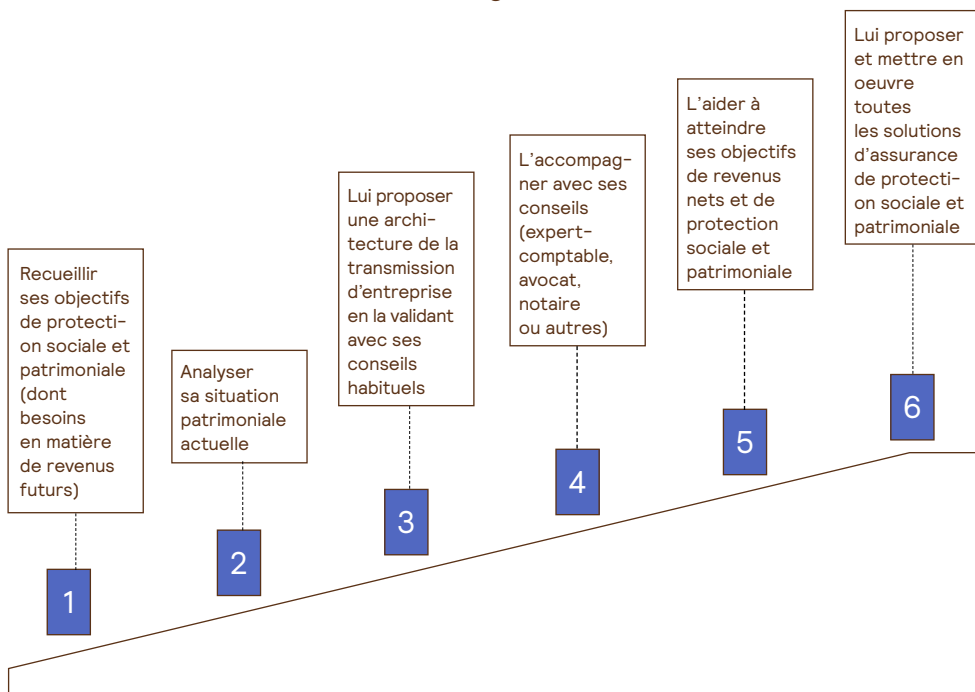 Recueillir
ses objectifs
de protecti-
on sociale et
patrimoniale
(dont
besoins
en matière
de revenus
futurs)
1
Analyser
sa situation
patrimoniale
actuelle
2
Lui proposer
une archi-
tecture de la
transmission
d'entreprise
en la validant
avec ses
conseils
habituels
3
L'accompag-
ner avec ses
conseils
(expert-
comptable,
avocat,
notaire
ou autres)
4
L'aider à
atteindre
ses objectifs
de revenus
nets et de
protection
sociale et
patrimoniale
5
Lui proposer
et mettre en
oeuvre
toutes
les solutions
d'assurance
de protecti-
on sociale et
patrimoniale
6